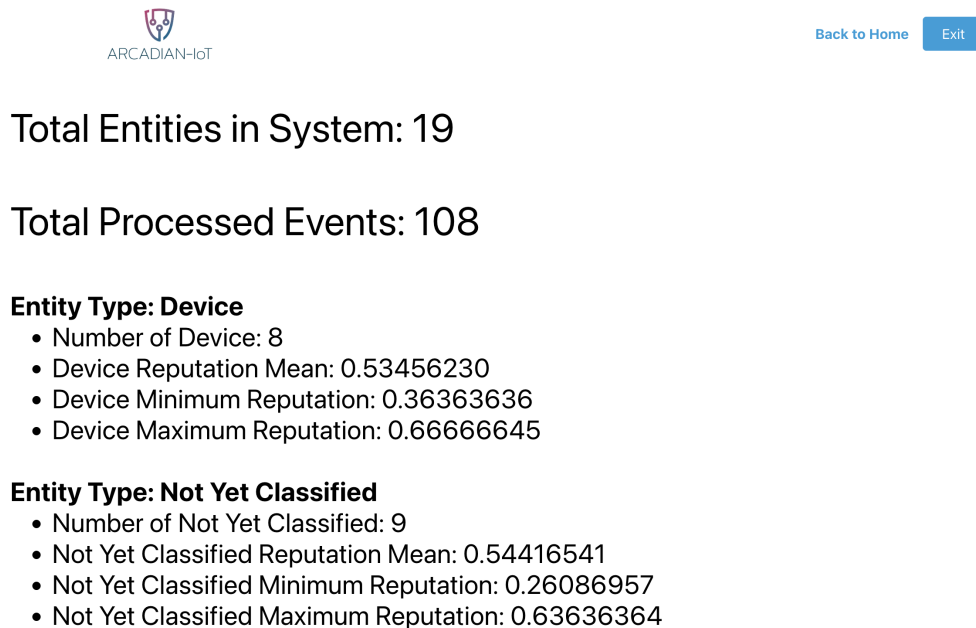 ARCADIAN-IoT
Back to Home
Exit
Total Entities in System: 19
Total Processed Events: 108
Entity Type: Device
• Number of Device: 8
• Device Reputation Mean: 0.53456230
• Device Minimum Reputation: 0.36363636
• Device Maximum Reputation: 0.66666645
Entity Type: Not Yet Classified
• Number of Not Yet Classified: 9
• Not Yet Classified Reputation Mean: 0.54416541
• Not Yet Classified Minimum Reputation: 0.26086957
• Not Yet Classified Maximum Reputation: 0.63636364